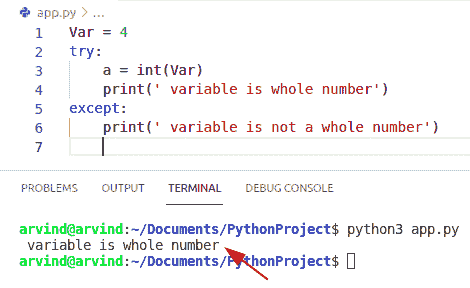 app.py > ...
1 Var = 4
2 try:
3     a = int(Var)
4     print(' variable is whole number')
5 except:
6     print(' variable is not a whole number')
7
PROBLEMS OUTPUT TERMINAL DEBUG CONSOLE
arvind@arvind:~/Documents/PythonProject$ python3 app.py
 variable is whole number
arvind@arvind:~/Documents/PythonProject$